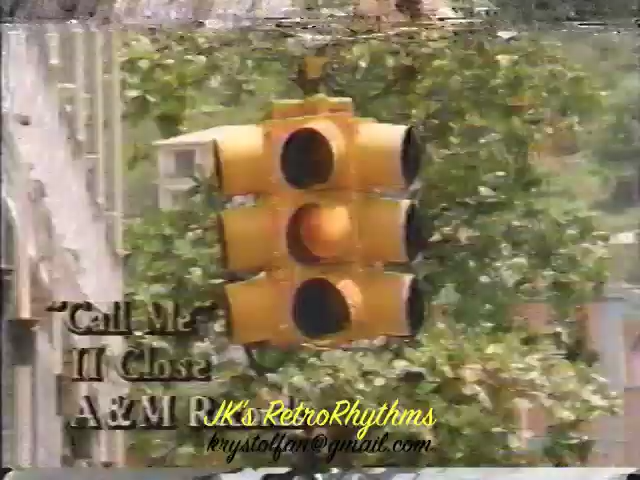 "Call Me"
II Close
A&M
JK's RetroRhythms
krystolfan@gmail.com